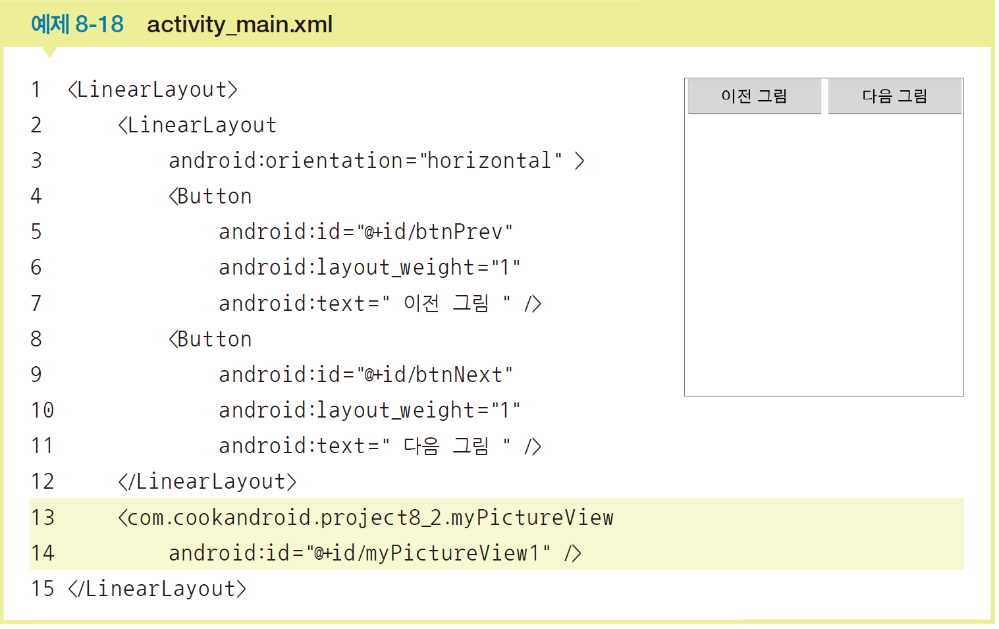 예제 8-18 activity_main.xml
1 <LinearLayout>
2 <LinearLayout
3 android:orientation="horizontal" >
4 <Button
5 android:id="@+id/btnPrev"
6 android:layout_weight="1"
7 android:text=" 이전 그림 " />
8 <Button
9 android:id="@+id/btnNext"
10 android:layout_weight="1"
11 android:text=" 다음 그림 " />
12 </LinearLayout>
13 <com.cookandroid.project8_2.myPictureView
14 android:id="@+id/myPictureView1" />
15 </LinearLayout>
이전 그림 다음 그림